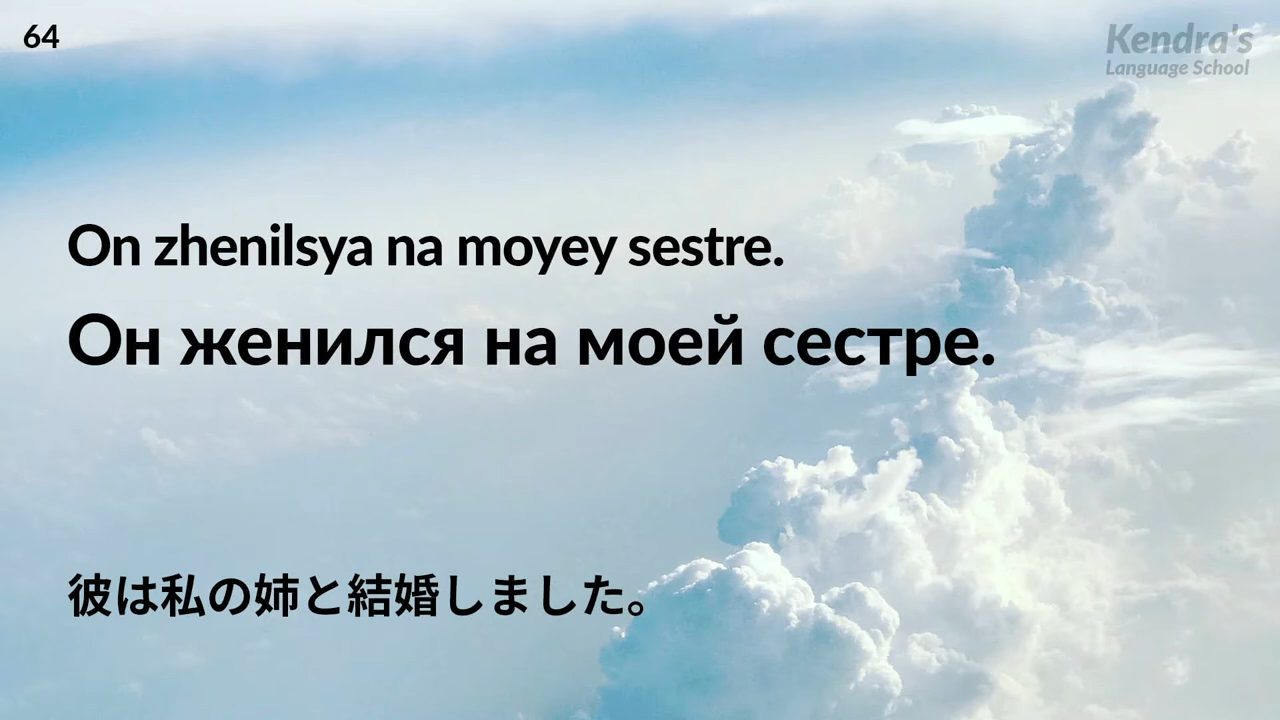 64
Kendra's
Language School
On zhenilsya na moyey sestre.
Он женился на моей сестре.
彼は私の姉と結婚しました。